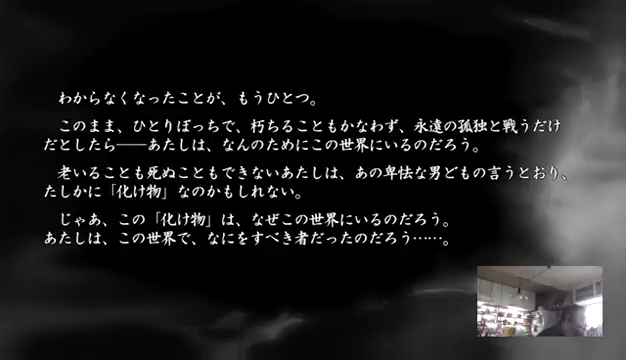 わからなくなったことが、もうひとつ。
このまま、ひとりぼっちで、朽ちることもかなわず、永遠の孤独と戦うだけ
だとしたら――あたしは、なんのためにこの世界にいるのだろう。
老いることも死ぬこともできないあたしは、あの卑怯な男どもの言うとおり、
たしかに「化け物」なのかもしれない。
じゃあ、この「化け物」は、なぜこの世界にいるのだろう。
あたしは、この世界で、なにをすべき者だったのだろう……。